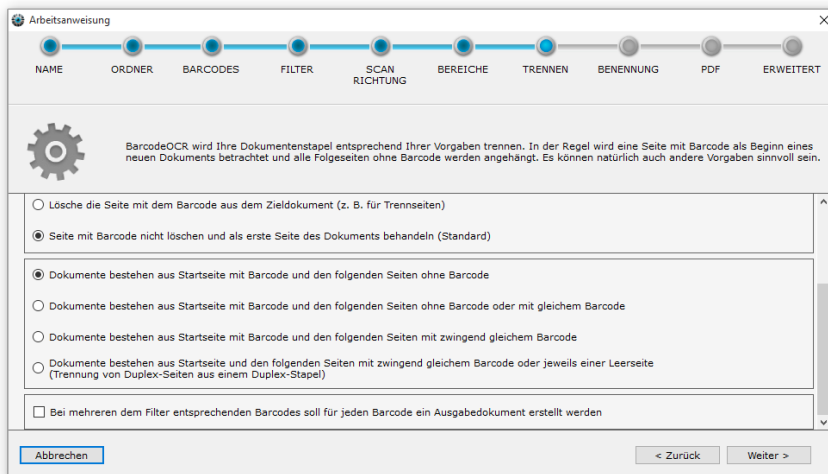 Arbeitsanweisung
NAME
ORDNER
BARCODES
FILTER
SCAN
RICHTUNG
BEREICHE
TRENNEN
BENENNUNG
PDF
ERWEITERT
BarcodeOCR wird Ihre Dokumentenstapel entsprechend Ihrer Vorgaben trennen. In der Regel wird eine Seite mit Barcode als Beginn eines
neuen Dokuments betrachtet und alle Folgeseiten ohne Barcode werden angehängt. Es können natürlich auch andere Vorgaben sinnvoll sein.
Lösche die Seite mit dem Barcode aus dem Zieldokument (z. B. für Trennseiten)
Seite mit Barcode nicht löschen und als erste Seite des Dokuments behandeln (Standard)
Dokumente bestehen aus Startseite mit Barcode und den folgenden Seiten ohne Barcode
Dokumente bestehen aus Startseite mit Barcode und den folgenden Seiten ohne Barcode oder mit gleichem Barcode
Dokumente bestehen aus Startseite mit Barcode und den folgenden Seiten mit zwingend gleichem Barcode
Dokumente bestehen aus Startseite und den folgenden Seiten mit zwingend gleichem Barcode oder jeweils einer Leerseite
(Trennung von Duplex-Seiten aus einem Duplex-Stapel)
Bei mehreren dem Filter entsprechenden Barcodes soll für jeden Barcode ein Ausgabedokument erstellt werden
Abbrechen
< Zurück
Weiter >